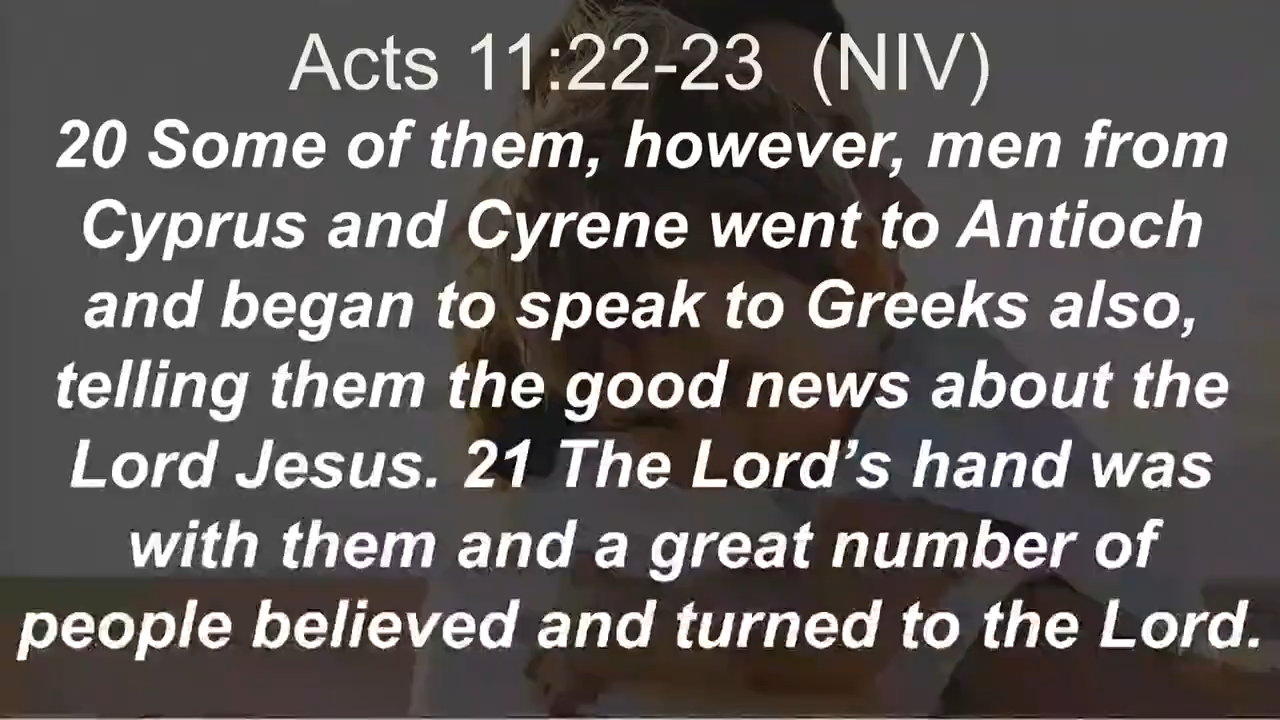 Acts 11:22-23 (NIV)
20 Some of them, however, men from
Cyprus and Cyrene went to Antioch
and began to speak to Greeks also,
telling them the good news about the
Lord Jesus. 21 The Lord’s hand was
with them and a great number of
people believed and turned to the Lord.